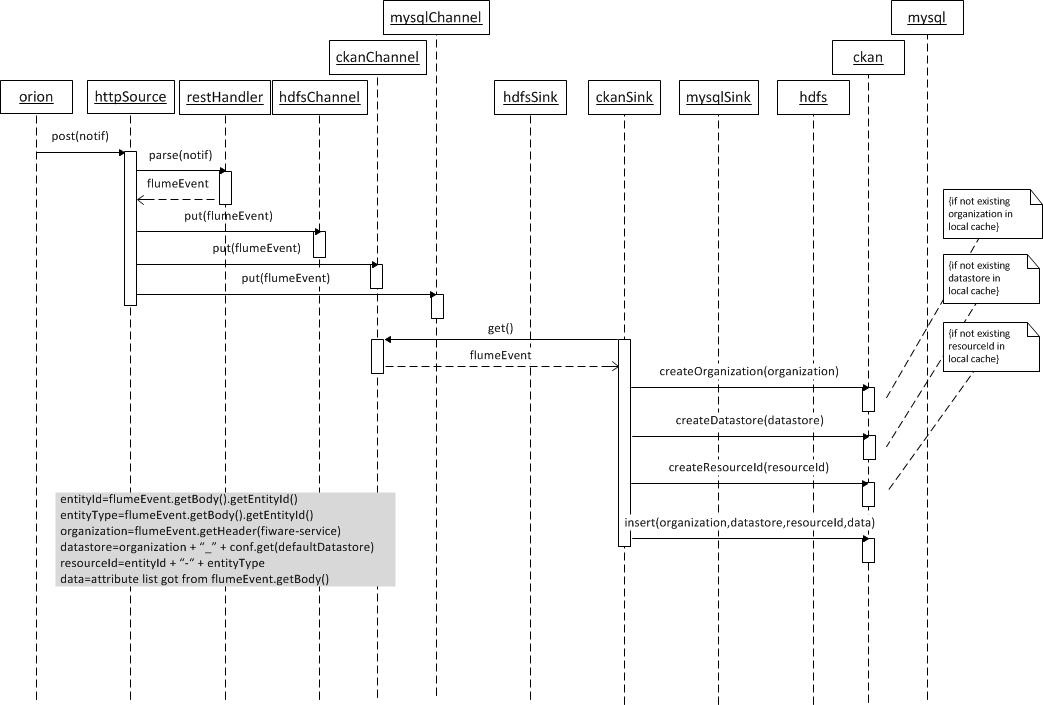 mysqlChannel
mysql
ckanChannel
ckan
orion
httpSource
restHandler
hdfsChannel
hdfsSink
ckanSink
mysqlSink
hdfs
post(notif)
parse(notif)
flumeEvent
put(flumeEvent)
put(flumeEvent)
put(flumeEvent)
{if not existing
organization in
local cache}
{if not existing
datastore in
local cache}
{if not existing
resourceId in
local cache}
get()
flumeEvent
createOrganization(organization)
createDatastore(datastore)
createResourceId(resourceId)
insert(organization,datastore,resourceId,data)
entityId=flumeEvent.getBody().getEntityId()
entityType=flumeEvent.getBody().getEntityId()
organization=flumeEvent.getHeader(fiware-service)
datastore=organization + “_” + conf.get(defaultDatastore)
resourceId=entityId + “-“ + entityType
data=attribute list got from flumeEvent.getBody()